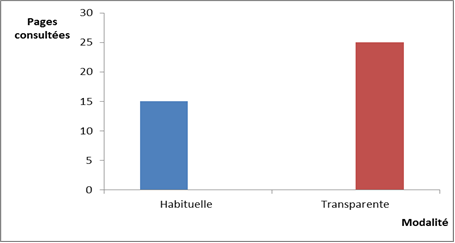 Pages
consultées
30
25
20
15
10
5
0
Habituelle
Transparente
Modalité